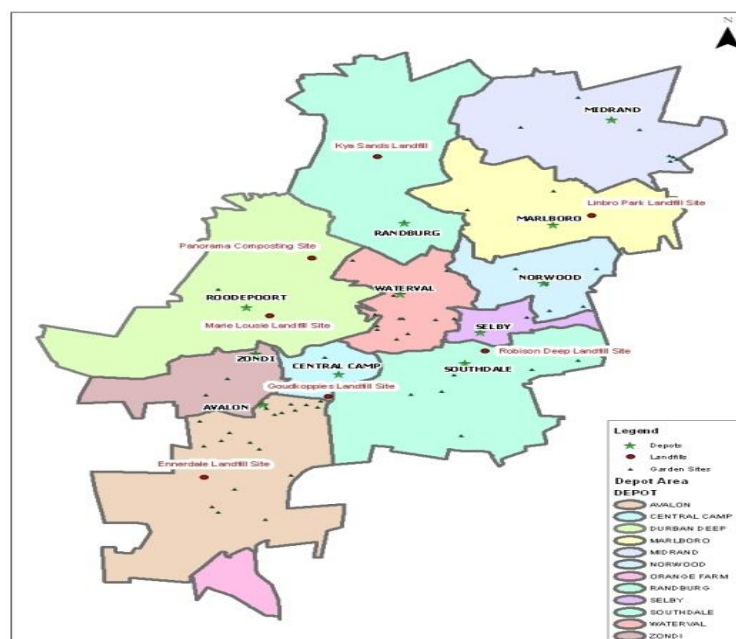 N
MIDRAND
Kya Sands Landfill
Linbro Park Landfill Site
MARLBORO
RANDBURG
Panorama Composting Site
NORWOOD
WATERVAL
ROODEPOORT
Marie Lousie Landfill Site
SELBY
Robison Deep Landfill Site
ZONDI
CENTRAL CAMP
SOUTHDALE
Goudkoppies Landfill Site
AVALON
Ennerdale Landfill Site
Legend
Depots
Landfills
Garden Sites
Depot Area
DEPOT
AVALON
CENTRAL CAMP
DURBAN DEEP
MARLBORO
MIDRAND
NORWOOD
ORANGE FARM
RANDBURG
SELBY
SOUTHDALE
WATERVAL
ZONDI